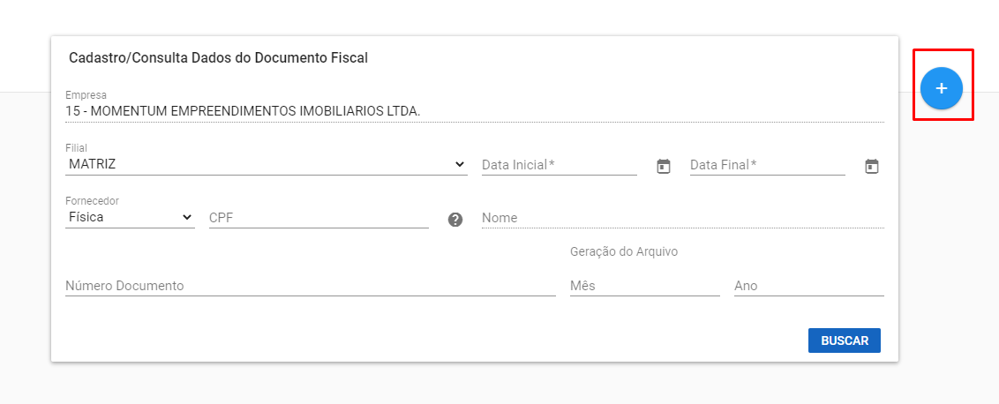 Cadastro/Consulta Dados do Documento Fiscal
+
Empresa
15 - MOMENTUM EMPREENDIMENTOS IMOBILIARIOS LTDA.
Filial
MATRIZ
Data Inicial*
Data Final*
Fornecedor
Física
CPF
?
Nome
Geração do Arquivo
Número Documento
Mês
Ano
BUSCAR